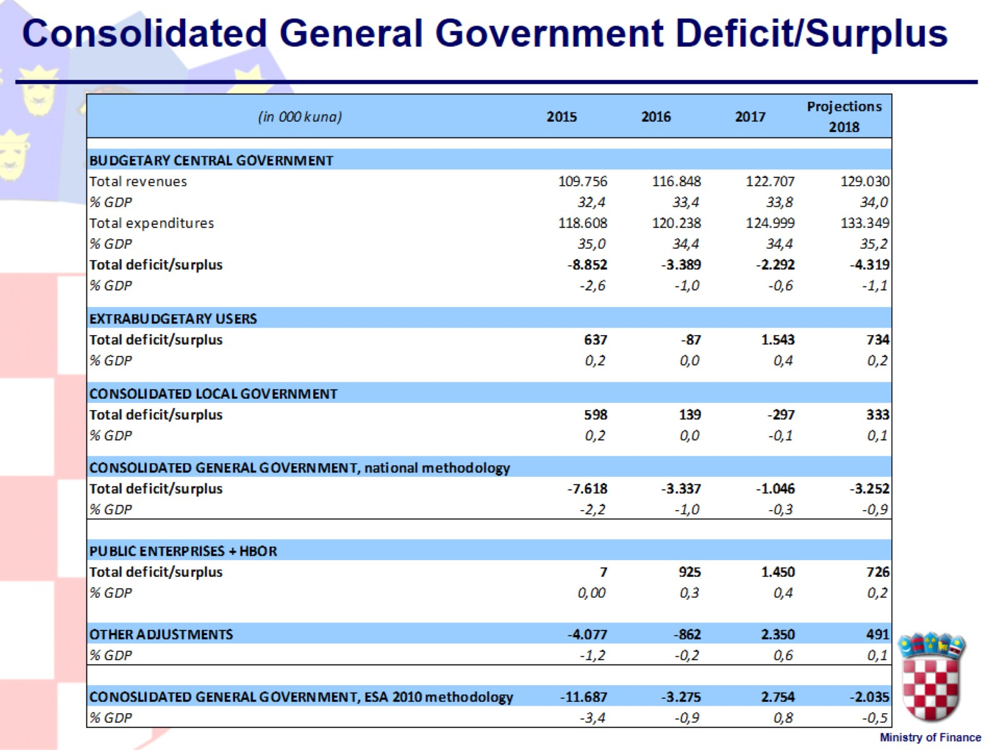 Consolidated General Government Deficit/Surplus
(in 000 kuna) 2015 2016 2017 Projections 2018
BUDGETARY CENTRAL GOVERNMENT
Total revenues 109.756 116.848 122.707 129.030
% GDP 32,4 33,4 33,8 34,0
Total expenditures 118.608 120.238 124.999 133.349
% GDP 35,0 34,4 34,4 35,2
Total deficit/surplus -8.852 -3.389 -2.292 -4.319
% GDP -2,6 -1,0 -0,6 -1,1
EXTRABUDGETARY USERS
Total deficit/surplus 637 -87 1.543 734
% GDP 0,2 0,0 0,4 0,2
CONSOLIDATED LOCAL GOVERNMENT
Total deficit/surplus 598 139 -297 333
% GDP 0,2 0,0 -0,1 0,1
CONSOLIDATED GENERAL GOVERNMENT, national methodology
Total deficit/surplus -7.618 -3.337 -1.046 -3.252
% GDP -2,2 -1,0 -0,3 -0,9
PUBLIC ENTERPRISES + HBOR
Total deficit/surplus 7 925 1.450 726
% GDP 0,00 0,3 0,4 0,2
OTHER ADJUSTMENTS -4.077 -862 2.350 491
% GDP -1,2 -0,2 0,6 0,1
CONOSLIDATED GENERAL GOVERNMENT, ESA 2010 methodology -11.687 -3.275 2.754 -2.035
% GDP -3,4 -0,9 0,8 -0,5
Ministry of Finance